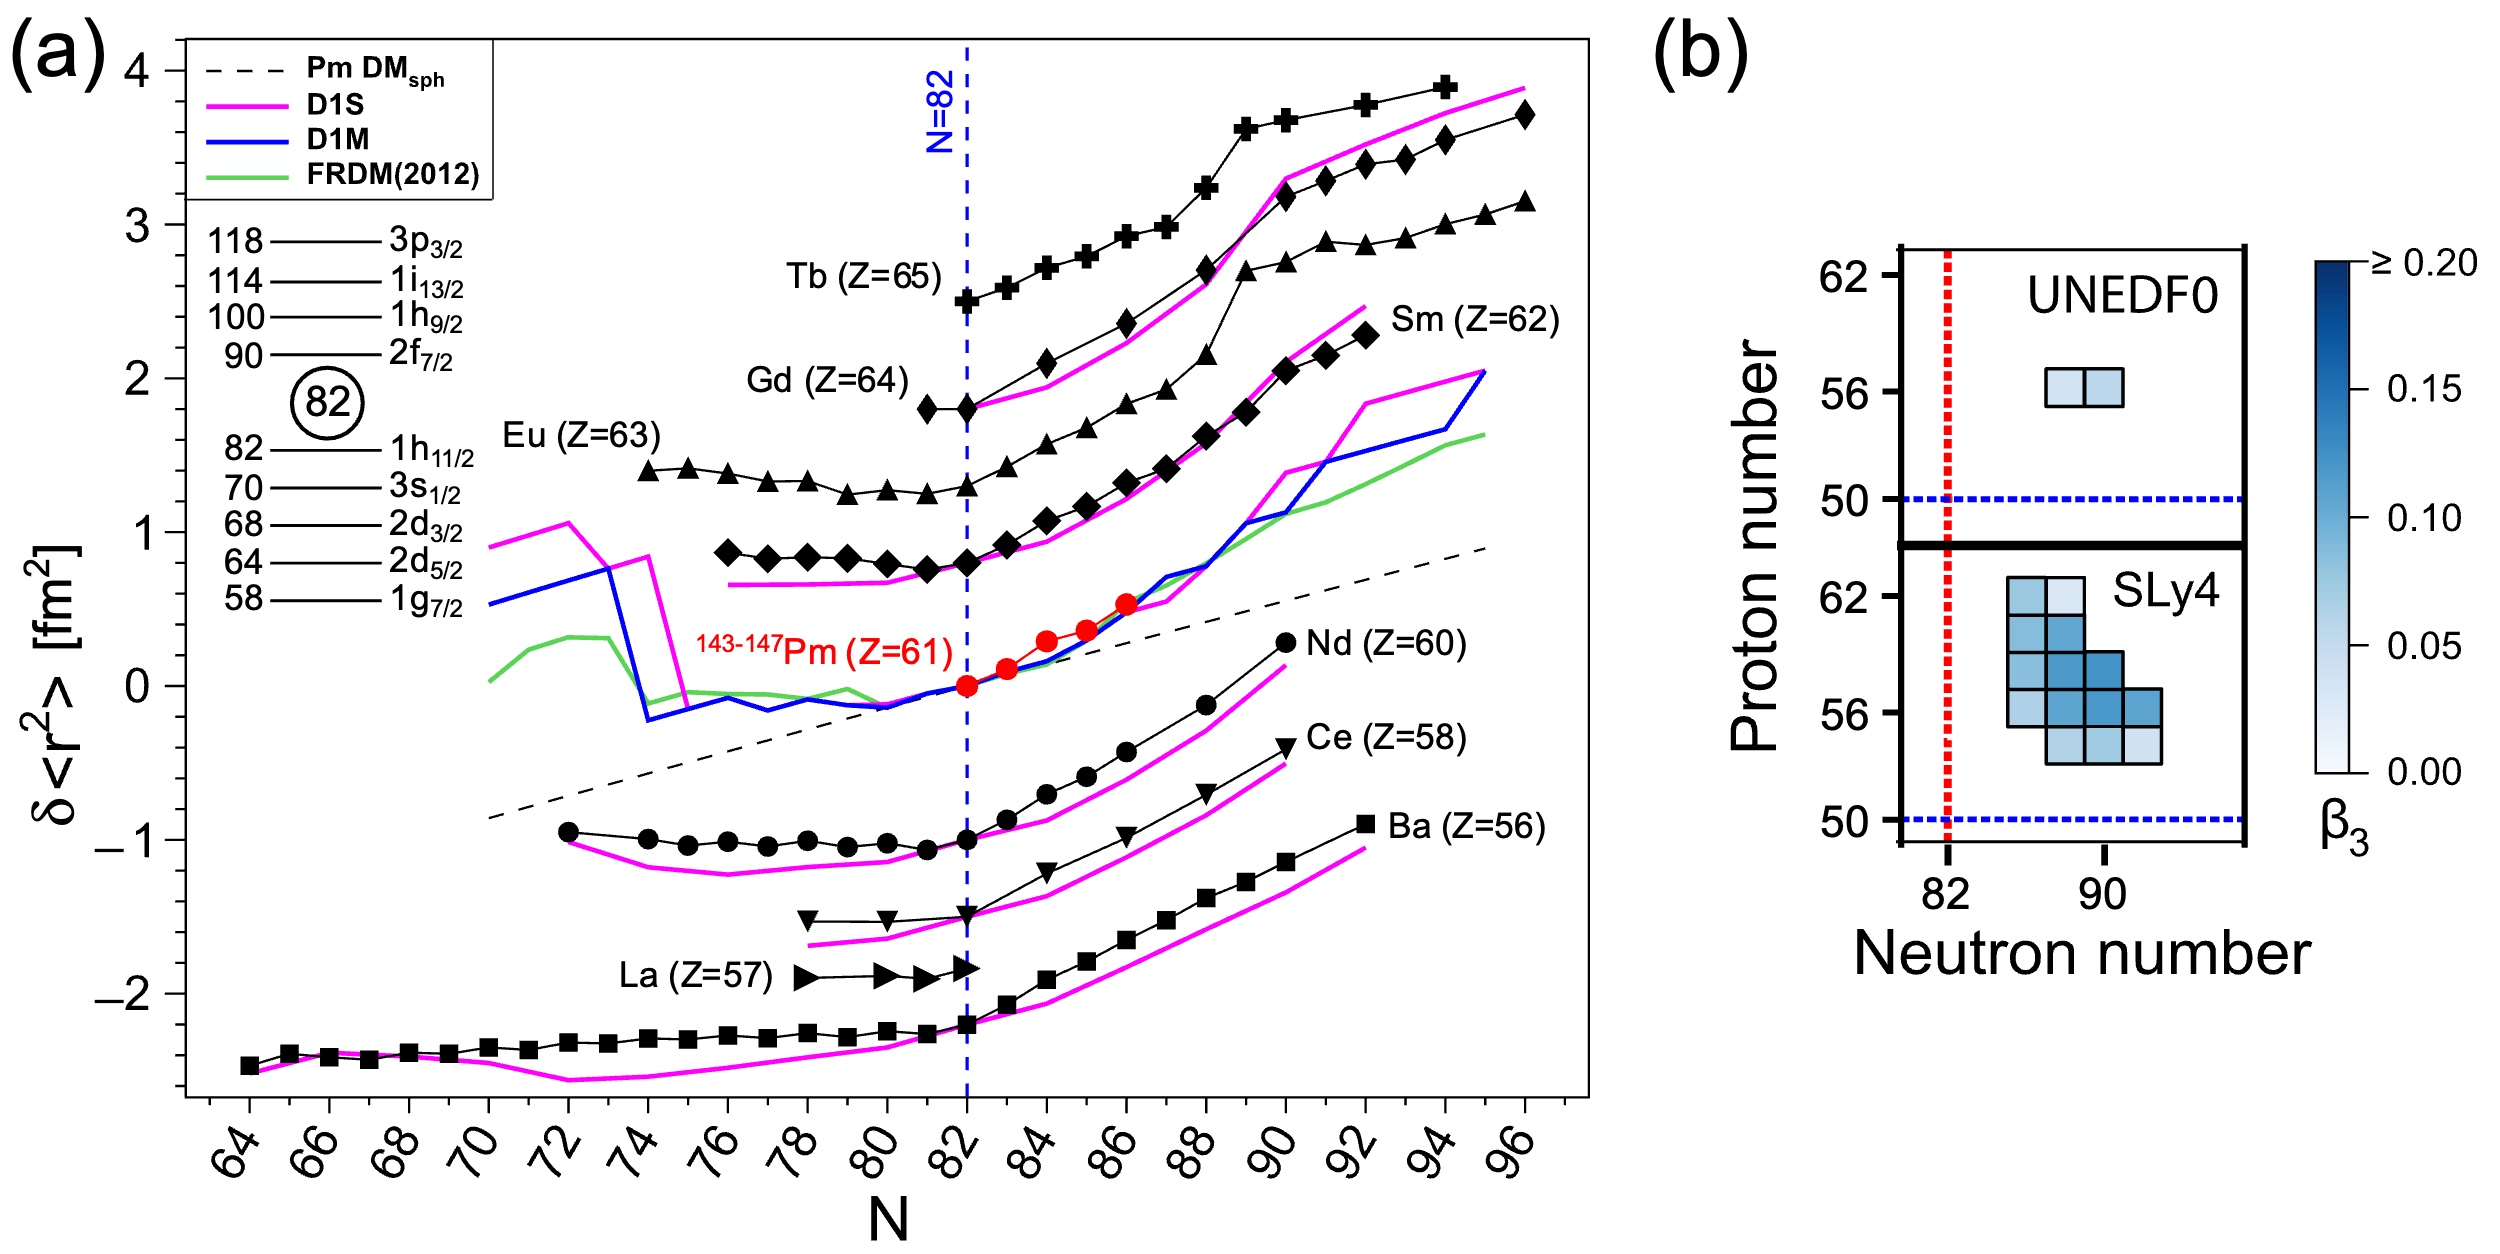 (a)
Pm DMsph
D1S
D1M
FRDM(2012)
N=82
118 3p3/2
114 1i13/2
100 1h9/2
90 2f7/2
82
82 1h11/2
70 3s1/2
68 2d3/2
64 2d5/2
58 1g7/2
Tb (Z=65)
Gd (Z=64)
Eu (Z=63)
Sm (Z=62)
143-147Pm (Z=61)
Nd (Z=60)
Ce (Z=58)
La (Z=57)
Ba (Z=56)
4
3
2
1
0
−1
−2
δ<r2> [fm2]
64 66 68 70 72 74 76 78 80 82 84 86 88 90 92 94 96
N
(b)
UNEDF0
62
56
50
SLy4
62
56
50
Proton number
82 90
Neutron number
≥ 0.20
0.15
0.10
0.05
0.00
β3